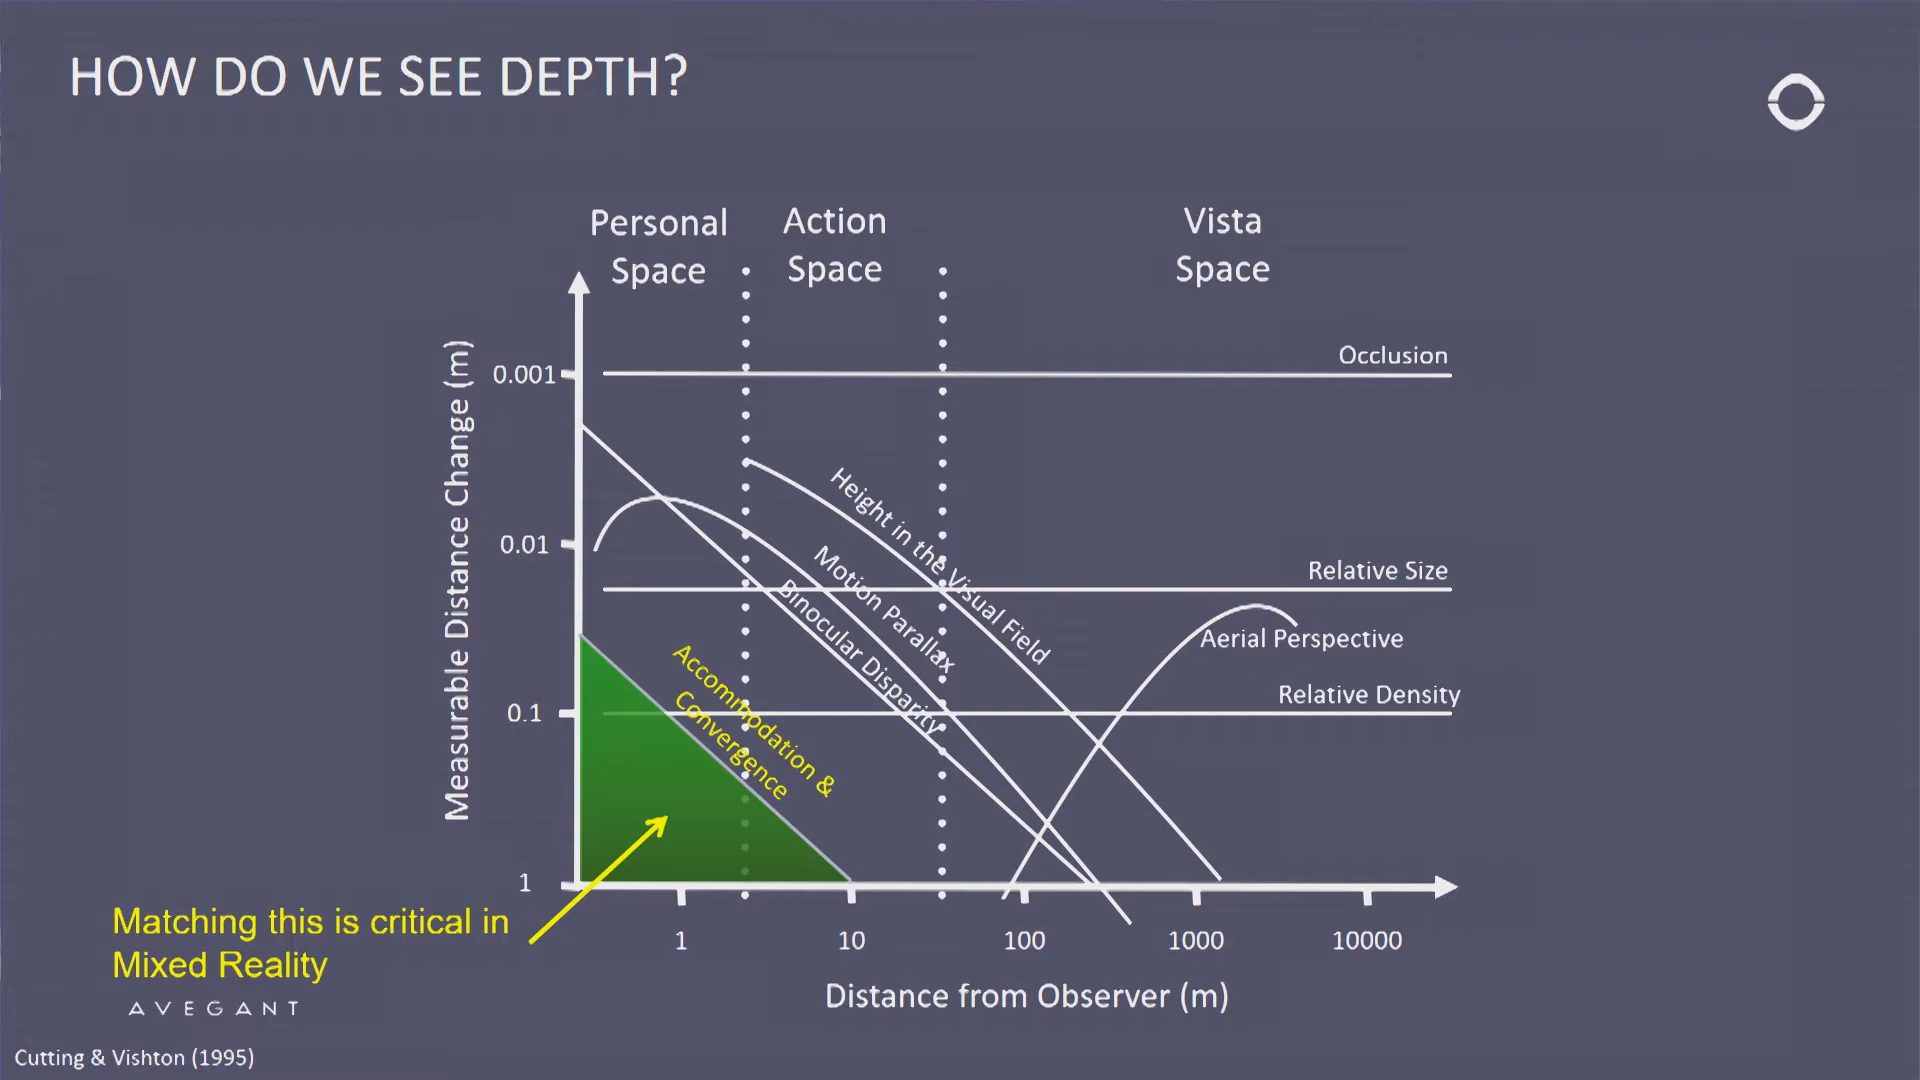 HOW DO WE SEE DEPTH?
Personal
Space
Action
Space
Vista
Space
Measurable Distance Change (m)
0.001
0.01
0.1
1
Occlusion
Height in the Visual Field
Motion Parallax
Binocular Disparity
Relative Size
Aerial Perspective
Relative Density
Accommodation &
Convergence
Matching this is critical in
Mixed Reality
1
10
100
1000
10000
Distance from Observer (m)
AVEGANT
Cutting & Vishton (1995)